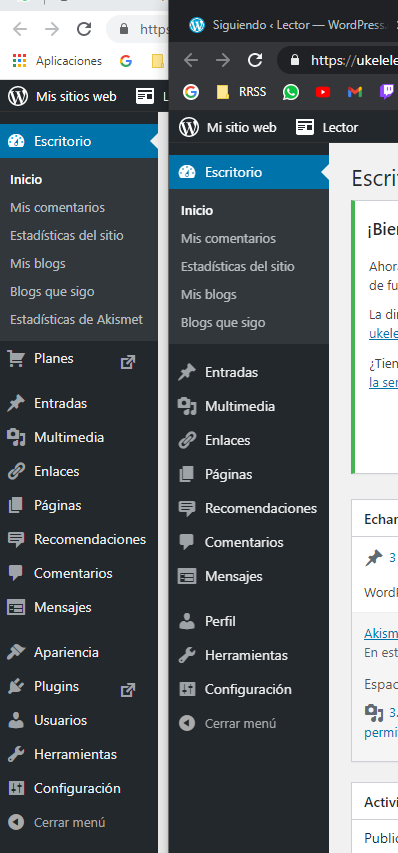 https
Aplicaciones
Mis sitios web
Escritorio
Inicio
Mis comentarios
Estadísticas del sitio
Mis blogs
Blogs que sigo
Estadísticas de Akismet
Planes
Entradas
Multimedia
Enlaces
Páginas
Recomendaciones
Comentarios
Mensajes
Apariencia
Plugins
Usuarios
Herramientas
Configuración
Cerrar menú
Siguiendo ‹ Lector — WordPress
https://ukelele
RRSS
Mi sitio web
Lector
Escritorio
Inicio
Mis comentarios
Estadísticas del sitio
Mis blogs
Blogs que sigo
Entradas
Multimedia
Enlaces
Páginas
Recomendaciones
Comentarios
Mensajes
Perfil
Herramientas
Configuración
Cerrar menú
Escri
¡Bie
Ahora
de fu
La di
ukele
¿Tien
la ser
Echar
3
WordP
Akism
En est
Espac
3.
permi
Activi
Public